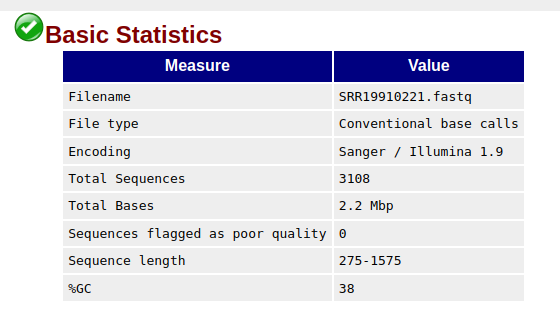 Basic Statistics
Measure Value
Filename SRR19910221.fastq
File type Conventional base calls
Encoding Sanger / Illumina 1.9
Total Sequences 3108
Total Bases 2.2 Mbp
Sequences flagged as poor quality 0
Sequence length 275-1575
%GC 38